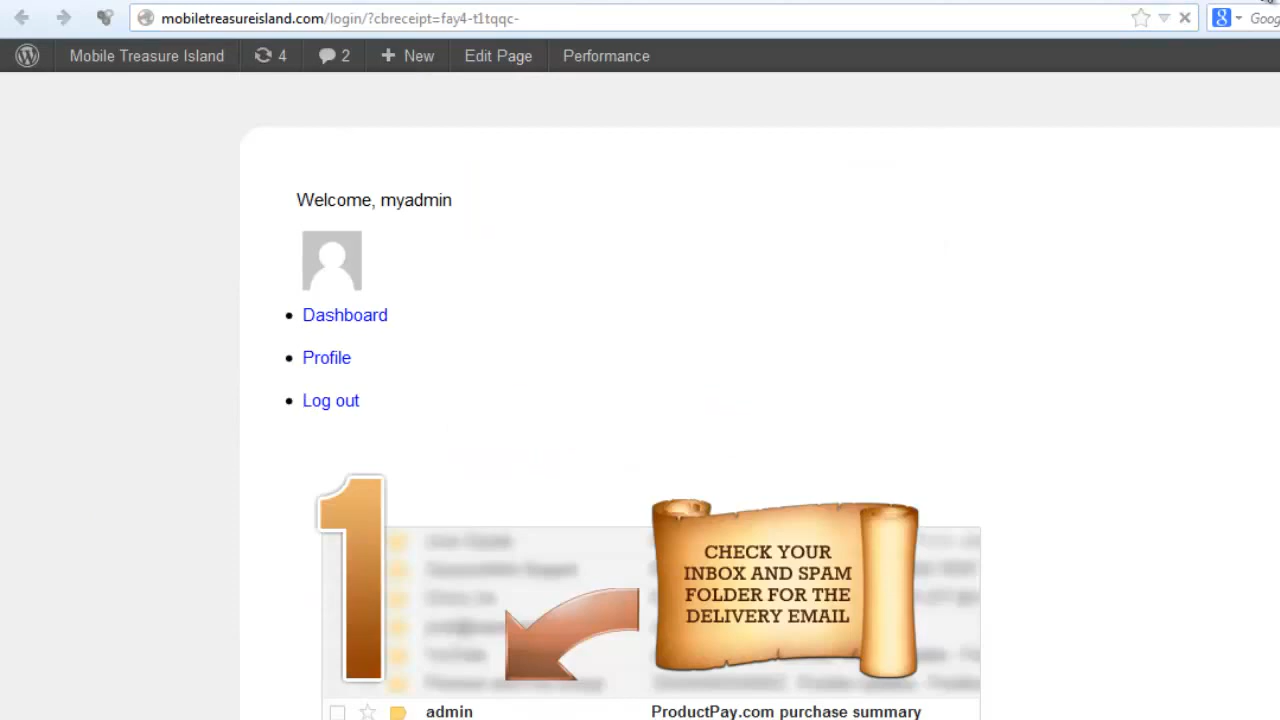 mobiletreasureisland.com/login/?cbreceipt=fay4-t1tqqc-
Goog
Mobile Treasure Island 4 2 + New Edit Page Performance
Welcome, myadmin
Dashboard
Profile
Log out
1
CHECK YOUR
INBOX AND SPAM
FOLDER FOR THE
DELIVERY EMAIL
admin ProductPay.com purchase summary